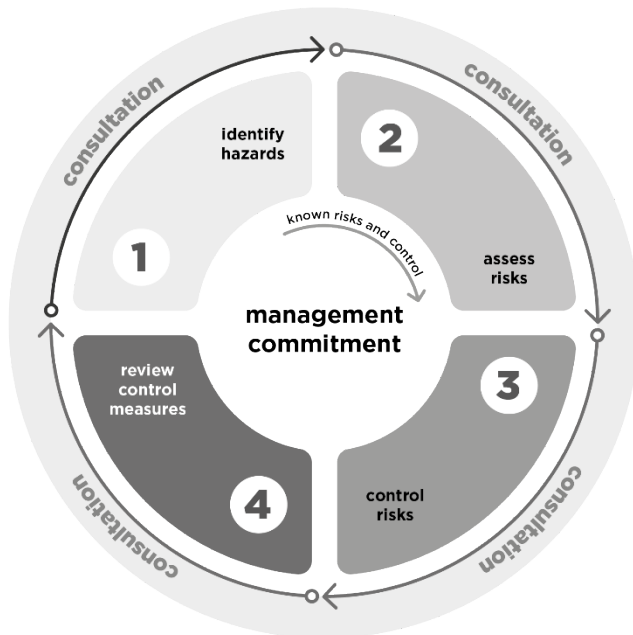 consultation
consultation
identify
hazards
1
2
assess
risks
known risks and control
management
commitment
review
control
measures
4
3
control
risks
consultation
consultation